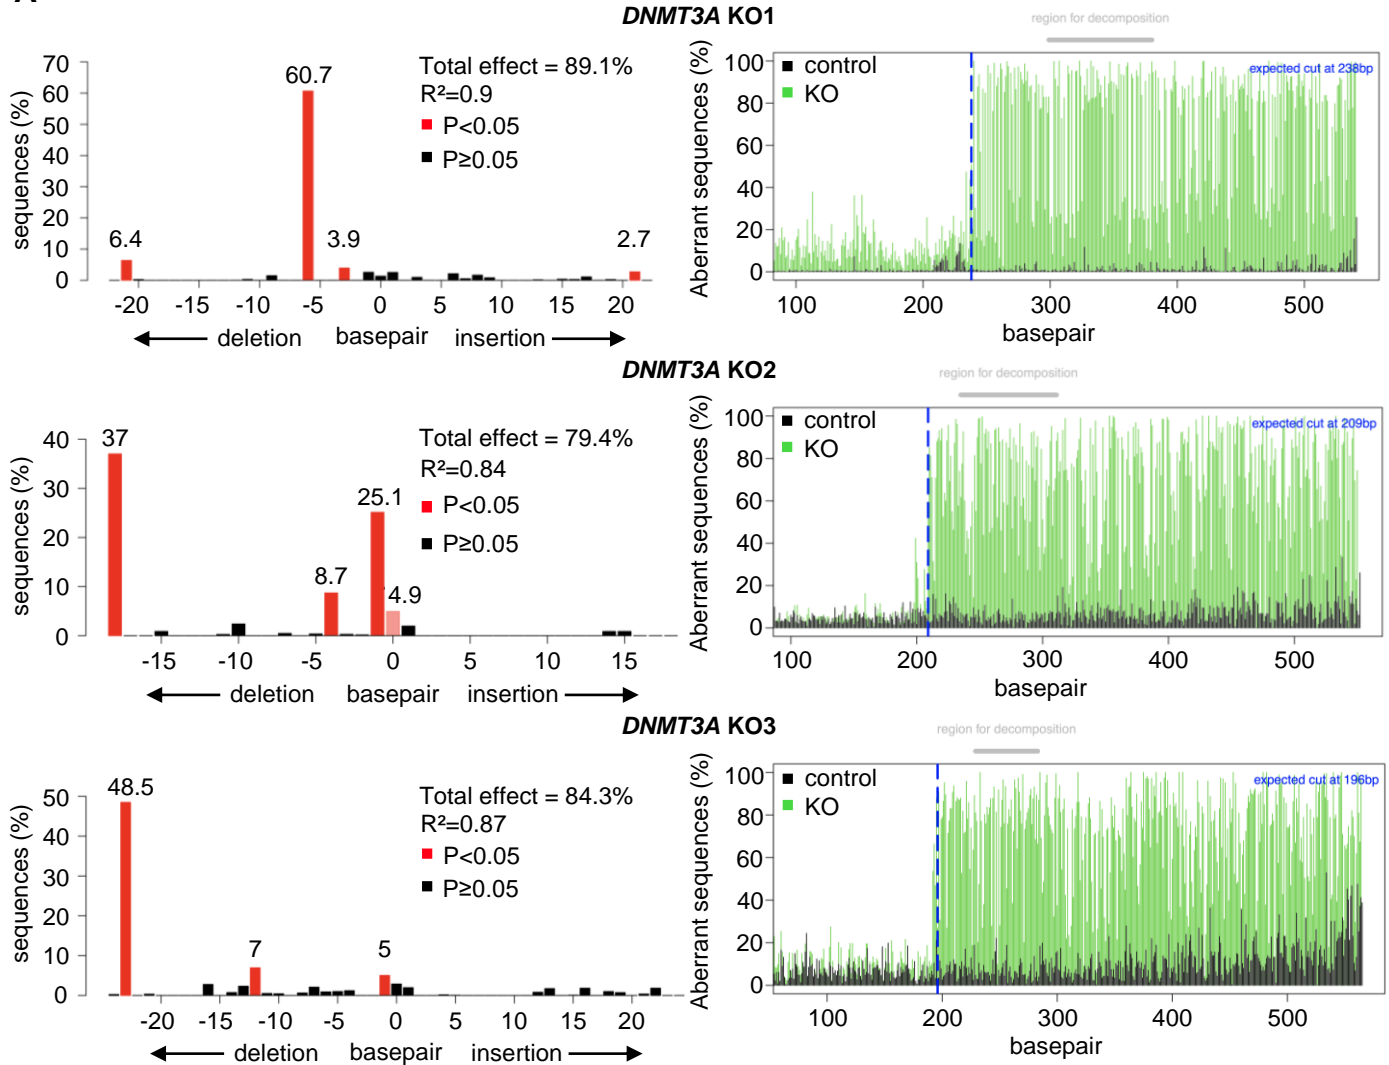 DNMT3A KO1
region for decomposition
sequences (%)
70
60
50
40
30
20
10
0
6.4
60.7
3.9
2.7
Total effect = 89.1%
R²=0.9
P<0.05
P≥0.05
-20 -15 -10 -5 0 5 10 15 20
deletion basepair insertion
Aberrant sequences (%)
100
80
60
40
20
0
control
KO
expected cut at 238bp
100 200 300 400 500
basepair
DNMT3A KO2
region for decomposition
sequences (%)
40
30
20
10
0
37
8.7
25.1
4.9
Total effect = 79.4%
R²=0.84
P<0.05
P≥0.05
-15 -10 -5 0 5 10 15
deletion basepair insertion
Aberrant sequences (%)
100
80
60
40
20
0
control
KO
expected cut at 209bp
100 200 300 400 500
basepair
DNMT3A KO3
region for decomposition
sequences (%)
50
40
30
20
10
0
48.5
7
5
Total effect = 84.3%
R²=0.87
P<0.05
P≥0.05
-20 -15 -10 -5 0 5 10 15 20
deletion basepair insertion
Aberrant sequences (%)
100
80
60
40
20
0
control
KO
expected cut at 196bp
100 200 300 400 500
basepair